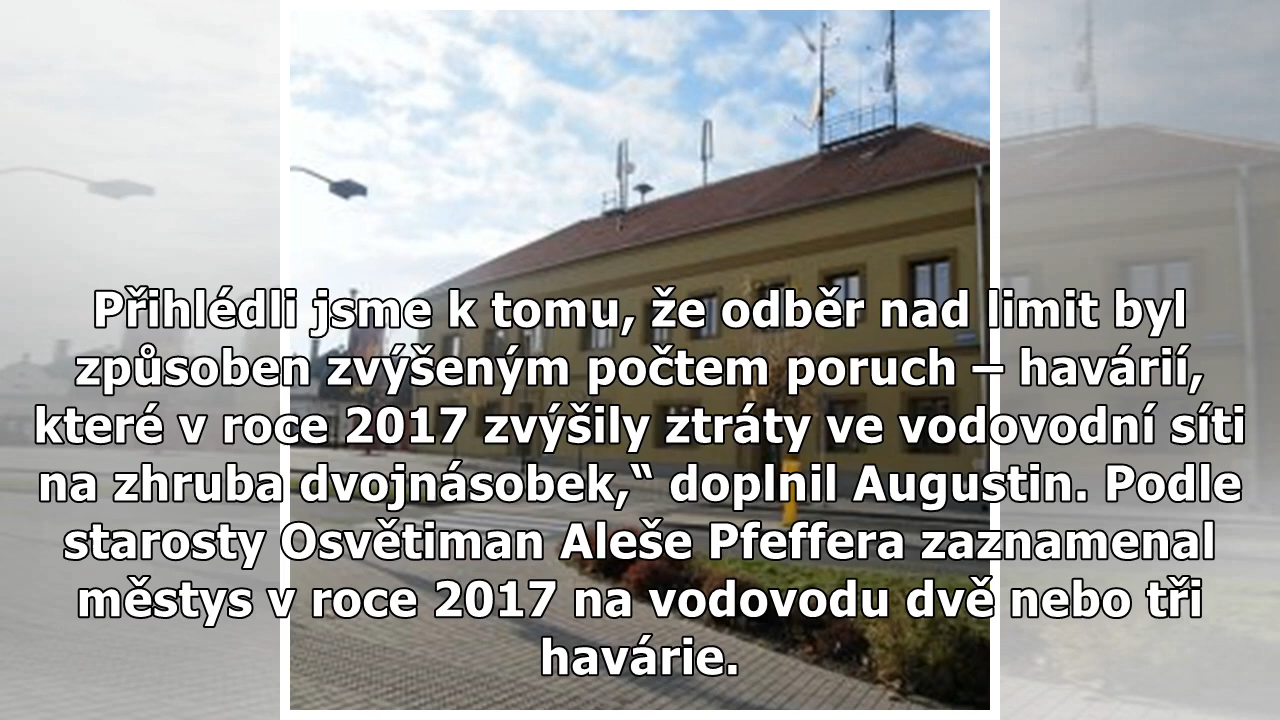 Přihlédli jsme k tomu, že odběr nad limit byl
způsoben zvýšeným počtem poruch – havárií,
které v roce 2017 zvýšily ztráty ve vodovodní síti
na zhruba dvojnásobek,“ doplnil Augustin. Podle
starosty Osvětiman Aleše Pfeffera zaznamenal
městys v roce 2017 na vodovodu dvě nebo tři
havárie.